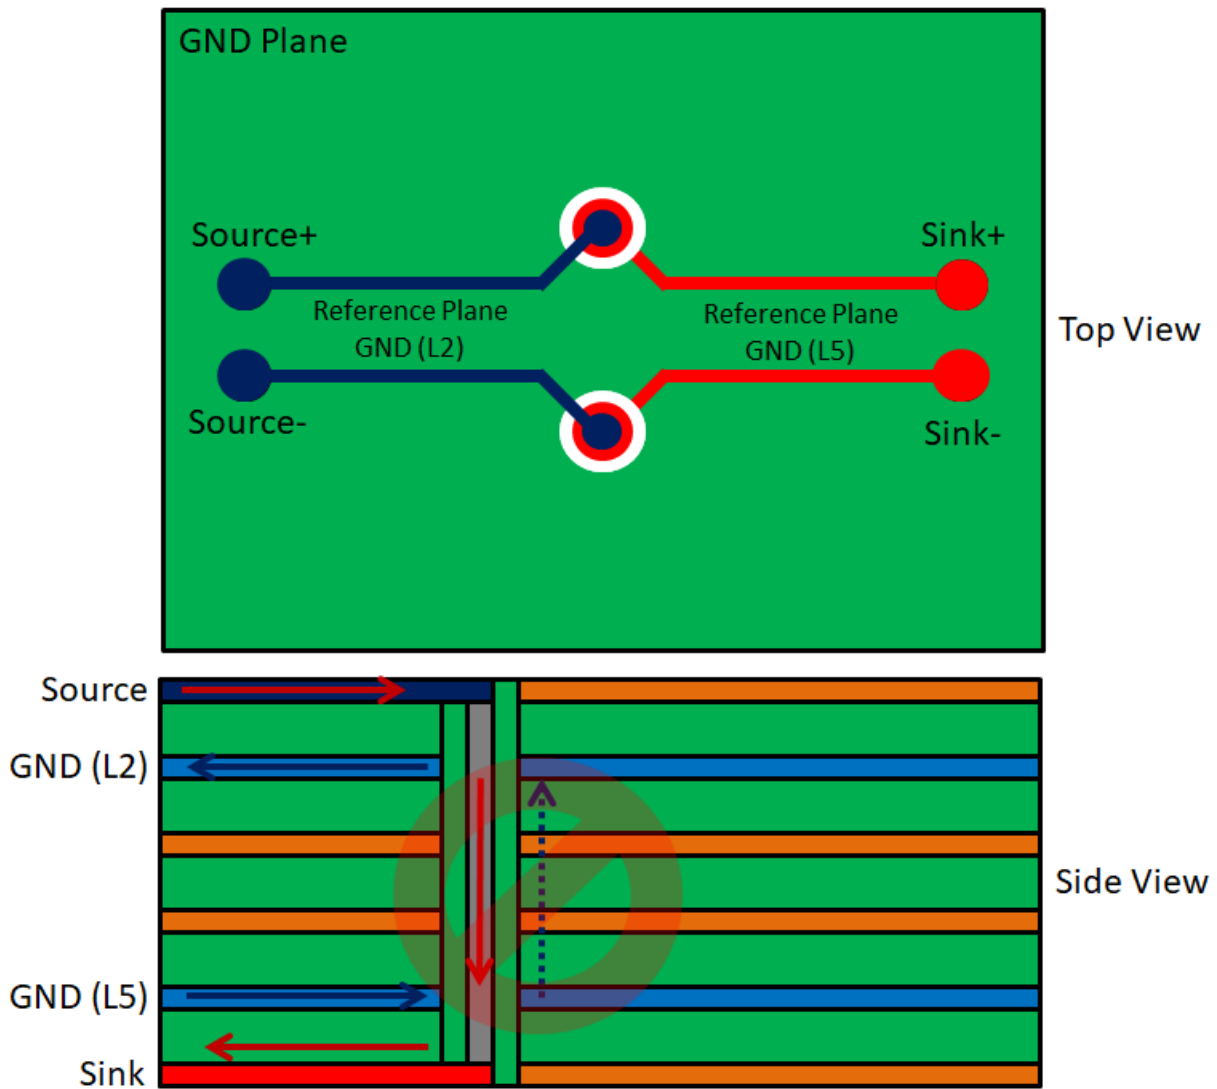 GND Plane
Source+
Sink+
Reference Plane
GND (L2)
Reference Plane
GND (L5)
Top View
Source-
Sink-
Source
GND (L2)
Side View
GND (L5)
Sink